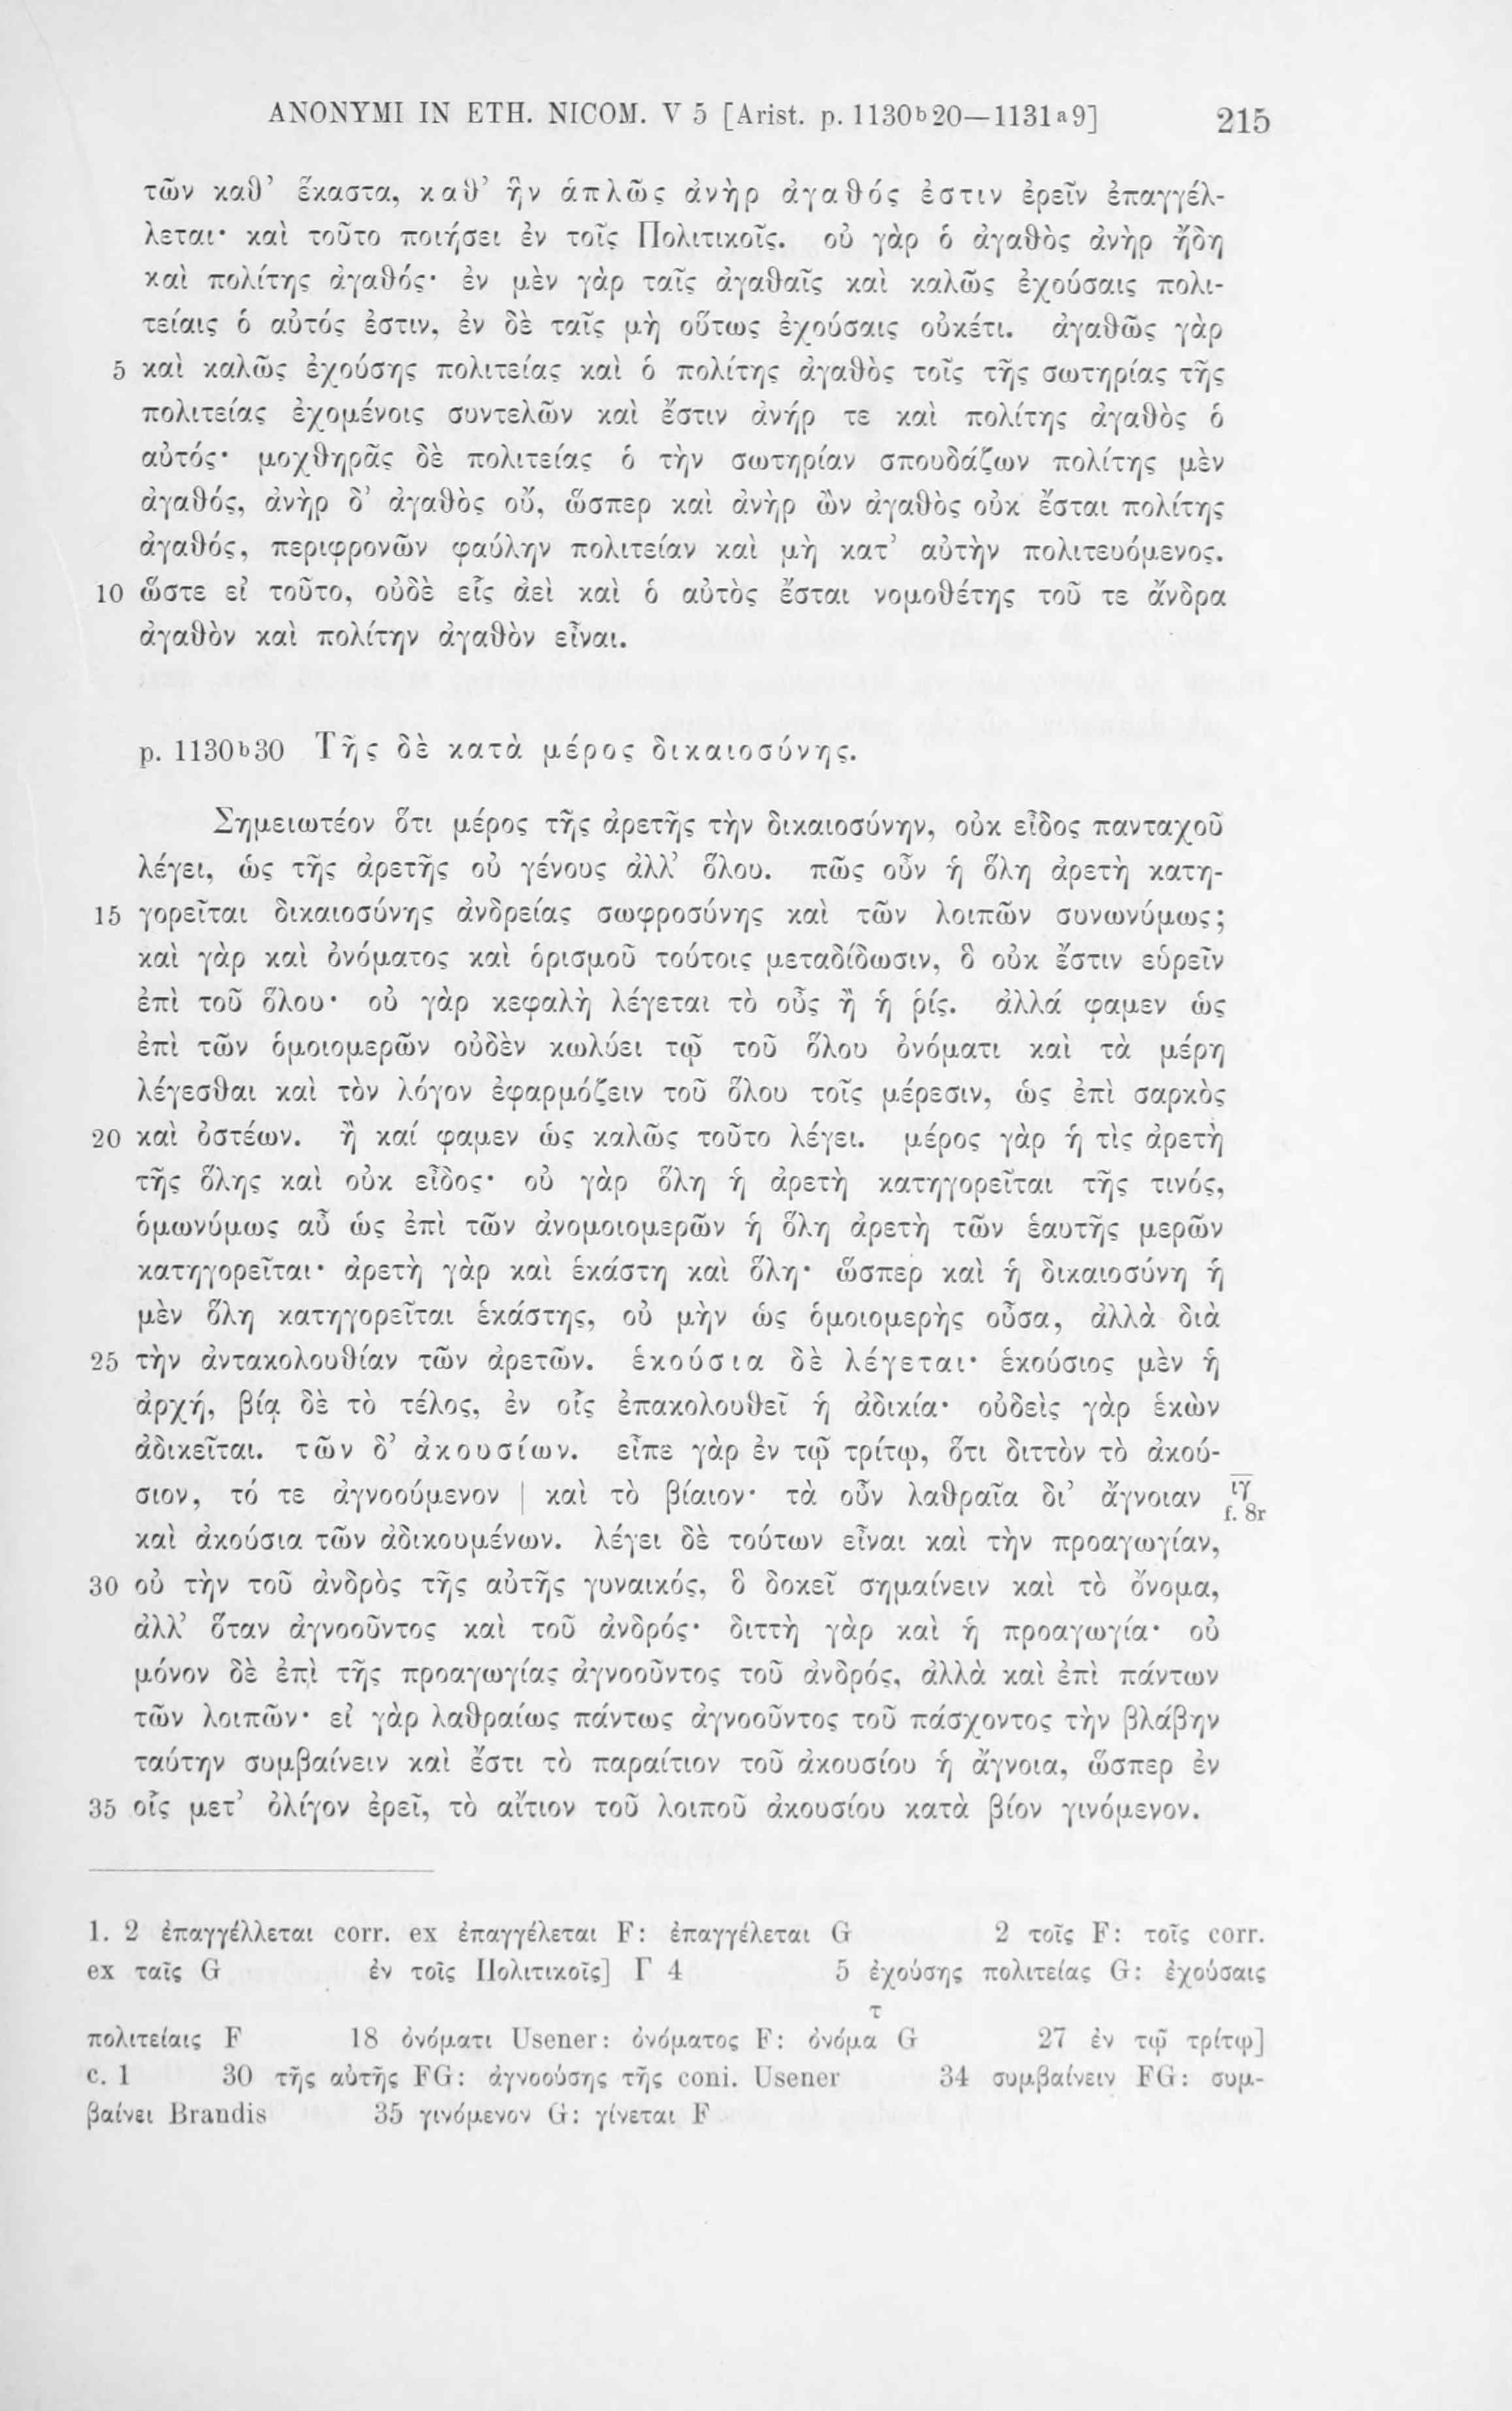 ANONYMI IN ETH. NICOM. V 5 [Arist. p. 1130ᵇ20—1131ᵃ9] 215
τῶν καθ’ ἕκαστα, καθ’ ἣν ἁπλῶς ἀνὴρ ἀγαθός ἐστιν ἐρεῖν ἐπαγγέλ-
λεται· καὶ τοῦτο ποιήσει ἐν τοῖς Πολιτικοῖς. οὐ γὰρ ὁ ἀγαθὸς ἀνὴρ ἤδη
καὶ πολίτης ἀγαθός· ἐν μὲν γὰρ ταῖς ἀγαθαῖς καὶ καλῶς ἐχούσαις πολι-
τείαις ὁ αὐτός ἐστιν, ἐν δὲ ταῖς μὴ οὕτως ἐχούσαις οὐκέτι. ἀγαθῶς γὰρ
5 καὶ καλῶς ἐχούσης πολιτείας καὶ ὁ πολίτης ἀγαθὸς τοῖς τῆς σωτηρίας τῆς
πολιτείας ἐχομένοις συντελῶν καὶ ἔστιν ἀνήρ τε καὶ πολίτης ἀγαθὸς ὁ
αὐτός· μοχθηρᾶς δὲ πολιτείας ὁ τὴν σωτηρίαν σπουδάζων πολίτης μὲν
ἀγαθός, ἀνὴρ δ’ ἀγαθὸς οὔ, ὥσπερ καὶ ἀνὴρ ὢν ἀγαθὸς οὐκ ἔσται πολίτης
ἀγαθός, περιφρονῶν φαύλην πολιτείαν καὶ μὴ κατ’ αὐτὴν πολιτευόμενος.
10 ὥστε εἰ τοῦτο, οὐδὲ εἷς ἀεὶ καὶ ὁ αὐτὸς ἔσται νομοθέτης τοῦ τε ἄνδρα
ἀγαθὸν καὶ πολίτην ἀγαθὸν εἶναι.
p. 1130ᵇ30 Τῆς δὲ κατὰ μέρος δικαιοσύνης.
Σημειωτέον ὅτι μέρος τῆς ἀρετῆς τὴν δικαιοσύνην, οὐκ εἶδος πανταχοῦ
λέγει, ὡς τῆς ἀρετῆς οὐ γένους ἀλλ’ ὅλου. πῶς οὖν ἡ ὅλη ἀρετὴ κατη-
15 γορεῖται δικαιοσύνης ἀνδρείας σωφροσύνης καὶ τῶν λοιπῶν συνωνύμως;
καὶ γὰρ καὶ ὀνόματος καὶ ὁρισμοῦ τούτοις μεταδίδωσιν, ὃ οὐκ ἔστιν εὑρεῖν
ἐπὶ τοῦ ὅλου· οὐ γὰρ κεφαλὴ λέγεται τὸ οὖς ἢ ἡ ῥίς. ἀλλά φαμεν ὡς
ἐπὶ τῶν ὁμοιομερῶν οὐδὲν κωλύει τῷ τοῦ ὅλου ὀνόματι καὶ τὰ μέρη
λέγεσθαι καὶ τὸν λόγον ἐφαρμόζειν τοῦ ὅλου τοῖς μέρεσιν, ὡς ἐπὶ σαρκὸς
20 καὶ ὀστέων. ἢ καί φαμεν ὡς καλῶς τοῦτο λέγει. μέρος γὰρ ἡ τὶς ἀρετὴ
τῆς ὅλης καὶ οὐκ εἶδος· οὐ γὰρ ὅλη ἡ ἀρετὴ κατηγορεῖται τῆς τινός,
ὁμωνύμως αὖ ὡς ἐπὶ τῶν ἀνομοιομερῶν ἡ ὅλη ἀρετὴ τῶν ἑαυτῆς μερῶν
κατηγορεῖται· ἀρετὴ γὰρ καὶ ἑκάστη καὶ ὅλη· ὥσπερ καὶ ἡ δικαιοσύνη ἡ
μὲν ὅλη κατηγορεῖται ἑκάστης, οὐ μὴν ὡς ὁμοιομερὴς οὖσα, ἀλλὰ διὰ
25 τὴν ἀντακολουθίαν τῶν ἀρετῶν. ἑκούσια δὲ λέγεται· ἑκούσιος μὲν ἡ
ἀρχή, βίᾳ δὲ τὸ τέλος, ἐν οἷς ἐπακολουθεῖ ἡ ἀδικία· οὐδεὶς γὰρ ἑκὼν
ἀδικεῖται. τῶν δ’ ἀκουσίων. εἶπε γὰρ ἐν τῷ τρίτῳ, ὅτι διττὸν τὸ ἀκού-
σιον, τό τε ἀγνοούμενον | καὶ τὸ βίαιον· τὰ οὖν λαθραῖα δι’ ἄγνοιαν ιγ f. 8r
καὶ ἀκούσια τῶν ἀδικουμένων. λέγει δὲ τούτων εἶναι καὶ τὴν προαγωγίαν,
30 οὐ τὴν τοῦ ἀνδρὸς τῆς αὐτῆς γυναικός, ὃ δοκεῖ σημαίνειν καὶ τὸ ὄνομα,
ἀλλ’ ὅταν ἀγνοοῦντος καὶ τοῦ ἀνδρός· διττὴ γὰρ καὶ ἡ προαγωγία· οὐ
μόνον δὲ ἐπὶ τῆς προαγωγίας ἀγνοοῦντος τοῦ ἀνδρός, ἀλλὰ καὶ ἐπὶ πάντων
τῶν λοιπῶν· εἰ γὰρ λαθραίως πάντως ἀγνοοῦντος τοῦ πάσχοντος τὴν βλάβην
ταύτην συμβαίνειν καὶ ἔστι τὸ παραίτιον τοῦ ἀκουσίου ἡ ἄγνοια, ὥσπερ ἐν
35 οἷς μετ’ ὀλίγον ἐρεῖ, τὸ αἴτιον τοῦ λοιποῦ ἀκουσίου κατὰ βίον γινόμενον.
1. 2 ἐπαγγέλλεται corr. ex ἐπαγγέλεται F: ἐπαγγέλεται G 2 τοῖς F: τοῖς corr.
ex ταῖς G ἐν τοῖς Πολιτικοῖς] Γ 4 5 ἐχούσης πολιτείας G: ἐχούσαις
τ
πολιτείαις F 18 ὀνόματι Usener: ὀνόματος F: ὀνόμα G 27 ἐν τῷ τρίτῳ]
c. 1 30 τῆς αὐτῆς FG: ἀγνοούσης τῆς coni. Usener 34 συμβαίνειν FG: συμ-
βαίνει Brandis 35 γινόμενον G: γίνεται F